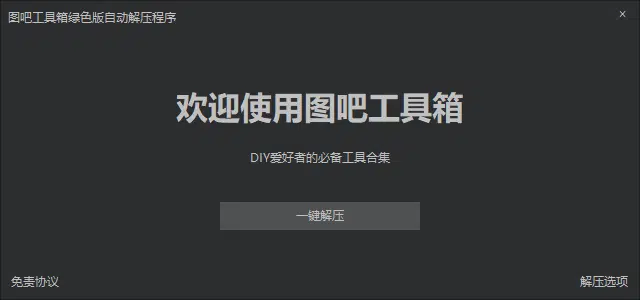 图吧工具箱绿色版自动解压程序
×
欢迎使用图吧工具箱
DIY爱好者的必备工具合集
一键解压
免责协议
解压选项